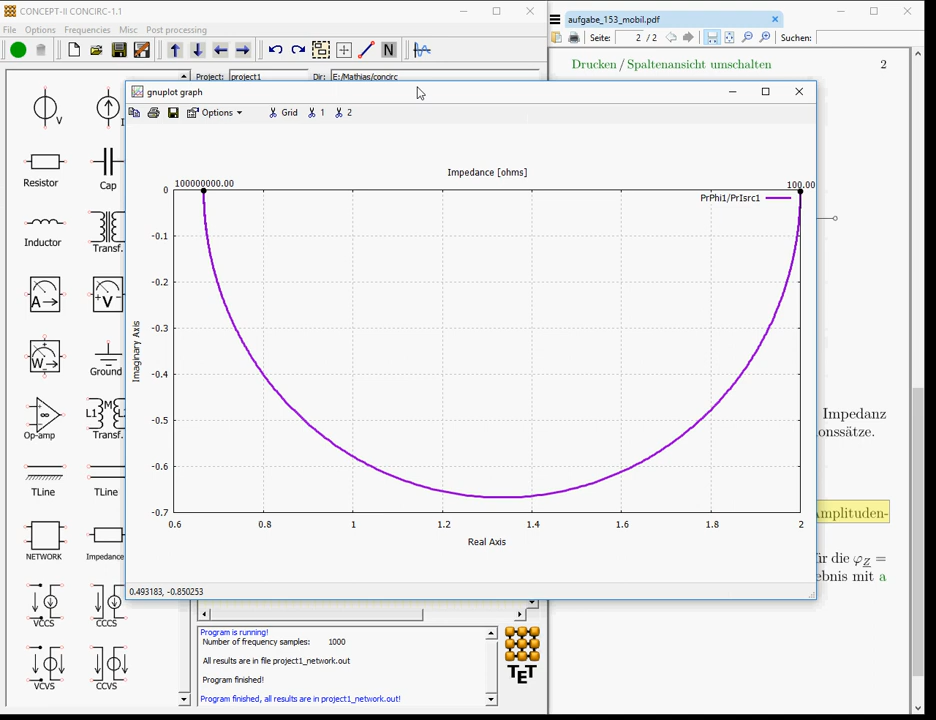 CONCEPT-II CONCIRC-1.1
File Options Frequencies Misc Post processing
N
Project: project1 Dir: E:/Mathias/concirc
V
Resistor
Cap
Inductor
Transf.
A
+V
W
Ground
Op-amp
∞
L1 M
Transf.
TLine
TLine
NETWORK
Impedance
VCCS
CCCS
VCVS
CCVS
gnuplot graph
Options Grid 1 2
Impedance [ohms]
100000000.00
100.00
PrPhi1/PrIsrc1
0
-0.1
-0.2
-0.3
-0.4
-0.5
-0.6
-0.7
Imaginary Axis
0.6 0.8 1 1.2 1.4 1.6 1.8 2
Real Axis
0.493183, -0.850253
Program is running!
Number of frequency samples: 1000
All results are in file project1_network.out
Program finished!
Program finished, all results are in project1_network.out!
TET
aufgabe_153_mobil.pdf
Seite: 2 / 2 Suchen:
Drucken / Spaltenansicht umschalten 2
Impedanz
onssätze.
Amplituden-
für die φZ =
ebnis mit a